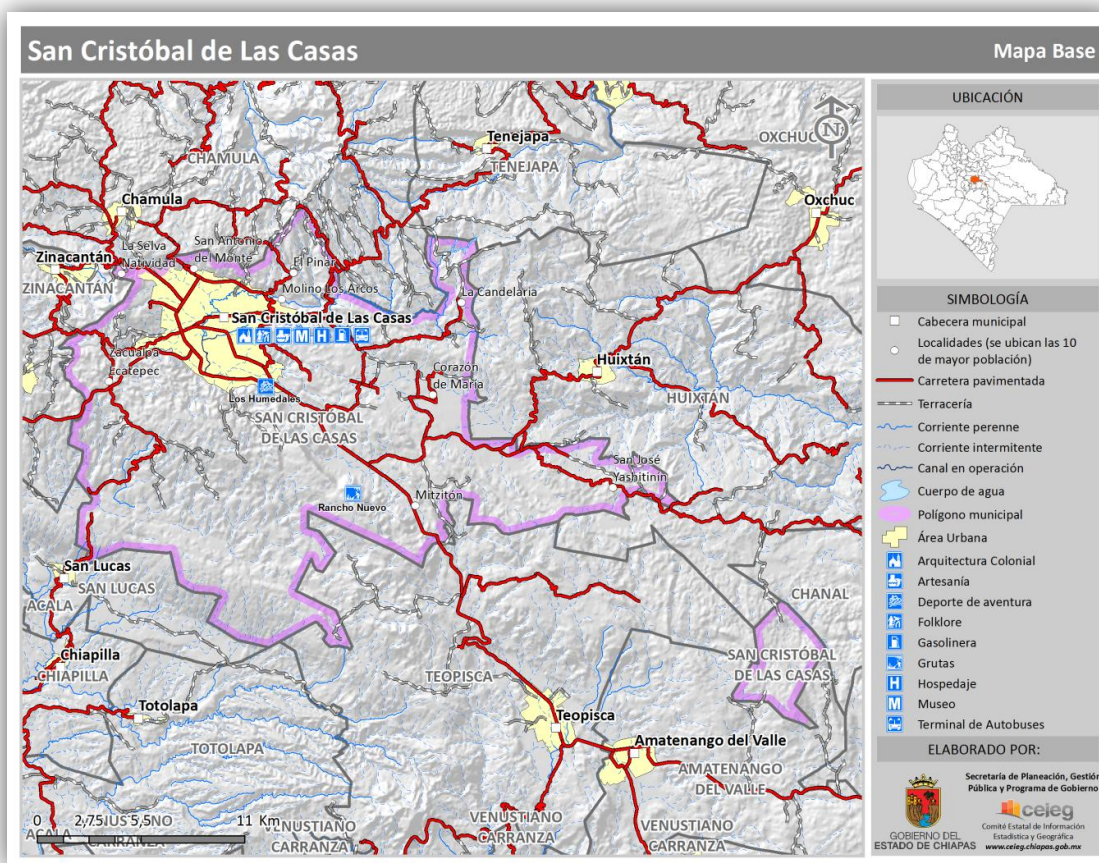 San Cristóbal de Las Casas
Mapa Base
CHAMULA
Tenejapa
TENEJAPA
OXCHUC
N
Chamula
Oxchuc
La Selva
Natividad
San Antonio
del Monte
Zinacantán
El Pinar
ZINACANTÁN
Molino Los Arcos
La Candelaria
San Cristóbal de Las Casas
Zacualpa
Ecatepec
Corazón
de María
Huixtán
HUIXTAN
Los Humedales
SAN CRISTÓBAL
DE LAS CASAS
San José
Yashitinín
Mitzitón
Rancho Nuevo
San Lucas
SAN LUCAS
ACALA
CHANAL
Chiapilla
CHIAPILLA
TEOPISCA
SAN CRISTÓBAL
DE LAS CASAS
Totolapa
Teopisca
TOTOLAPA
Amatenango del Valle
AMATENANGO
DEL VALLE
0 2,75 5,5 11 Km
ACALA
CARRANZA
VENUSTIANO
CARRANZA
VENUSTIANO
CARRANZA
VENUSTIANO
CARRANZA
UBICACIÓN
SIMBOLOGÍA
Cabecera municipal
Localidades (se ubican las 10
de mayor población)
Carretera pavimentada
Terracería
Corriente perenne
Corriente intermitente
Canal en operación
Cuerpo de agua
Polígono municipal
Área Urbana
Arquitectura Colonial
Artesanía
Deporte de aventura
Folklore
Gasolinera
Grutas
H Hospedaje
M Museo
Terminal de Autobuses
ELABORADO POR:
Secretaría de Planeación, Gestión
Pública y Programa de Gobierno
GOBIERNO DEL
ESTADO DE CHIAPAS
ceieg
Comité Estatal de Información
Estadística y Geográfica
www.ceieg.chiapas.gob.mx